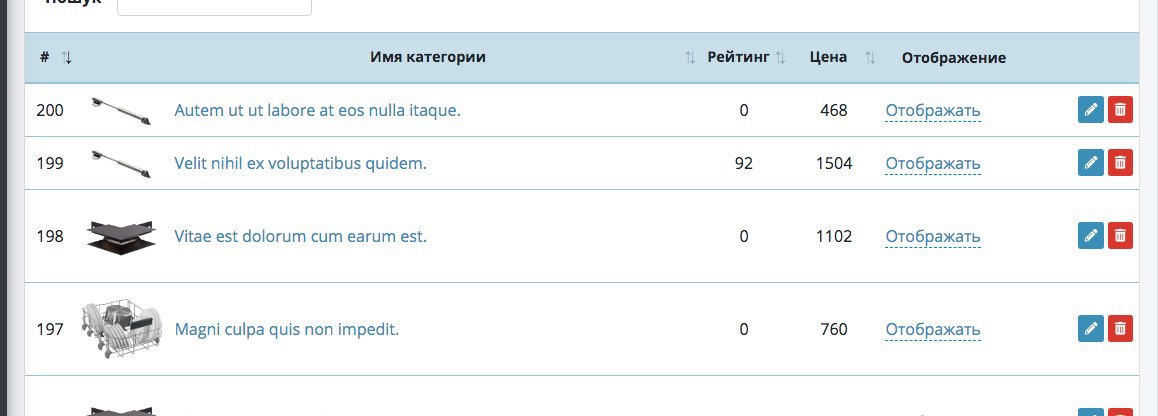 Пошук
# Имя категории Рейтинг Цена Отображение
200 Autem ut ut labore at eos nulla itaque. 0 468 Отображать
199 Velit nihil ex voluptatibus quidem. 92 1504 Отображать
198 Vitae est dolorum cum earum est. 0 1102 Отображать
197 Magni culpa quis non impedit. 0 760 Отображать